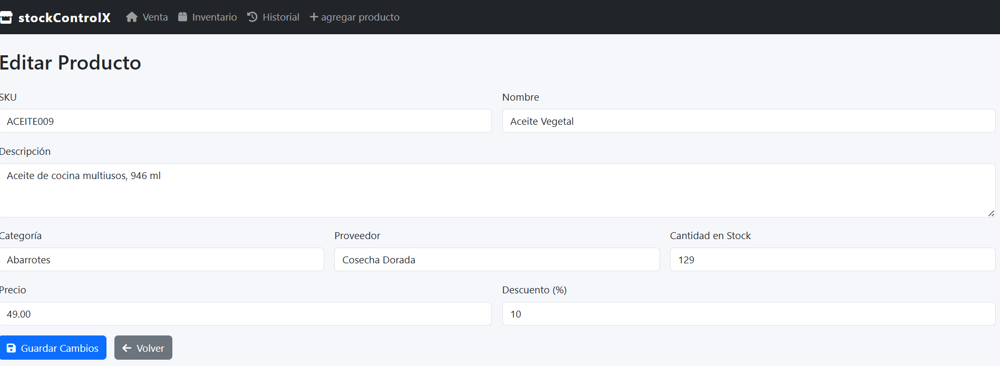 stockControlX Venta Inventario Historial + agregar producto
Editar Producto
SKU Nombre
ACEITE009 Aceite Vegetal
Descripción
Aceite de cocina multiusos, 946 ml
Categoría Proveedor Cantidad en Stock
Abarrotes Cosecha Dorada 129
Precio Descuento (%)
49.00 10
Guardar Cambios Volver